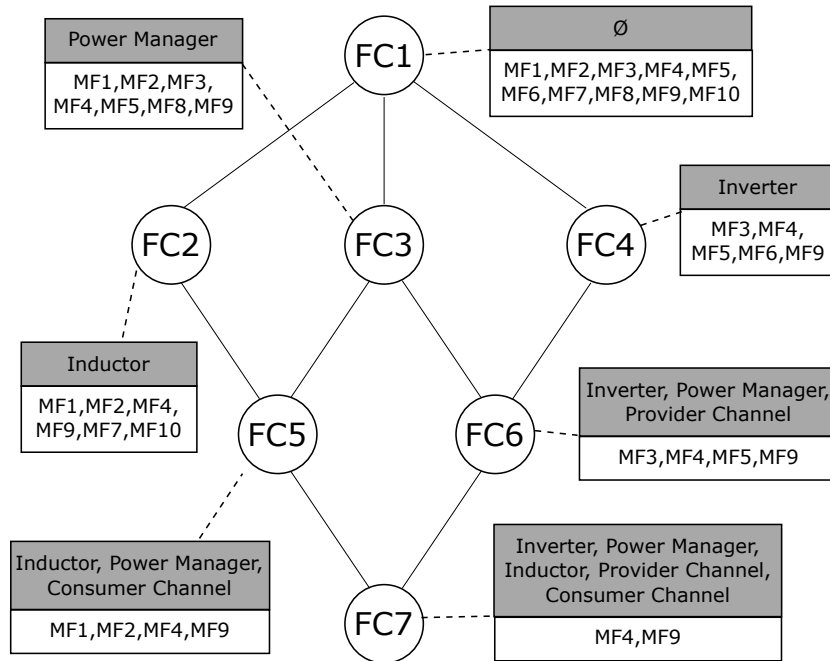 Power Manager
MF1,MF2,MF3,
MF4,MF5,MF8,MF9
FC1
Ø
MF1,MF2,MF3,MF4,MF5,
MF6,MF7,MF8,MF9,MF10
FC2
FC3
FC4
Inverter
MF3,MF4,
MF5,MF6,MF9
Inductor
MF1,MF2,MF4,
MF9,MF7,MF10
FC5
FC6
Inverter, Power Manager,
Provider Channel
MF3,MF4,MF5,MF9
Inductor, Power Manager,
Consumer Channel
MF1,MF2,MF4,MF9
FC7
Inverter, Power Manager,
Inductor, Provider Channel,
Consumer Channel
MF4,MF9